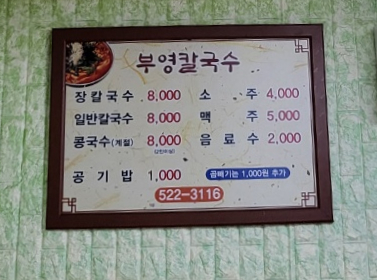 부영칼국수
장칼국수 8,000 소 주 4,000
일반칼국수 8,000 맥 주 5,000
콩국수(계절) 8,000 음료수 2,000
공기밥 1,000 곱빼기는 1,000원 추가
522-3116